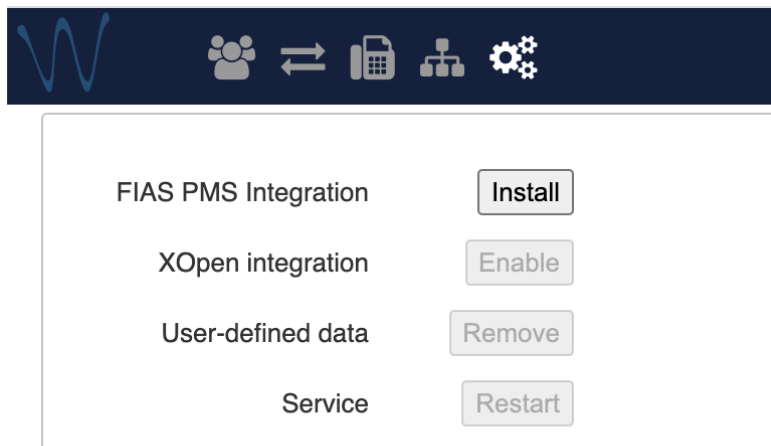 FIAS PMS Integration Install
XOpen integration Enable
User-defined data Remove
Service Restart